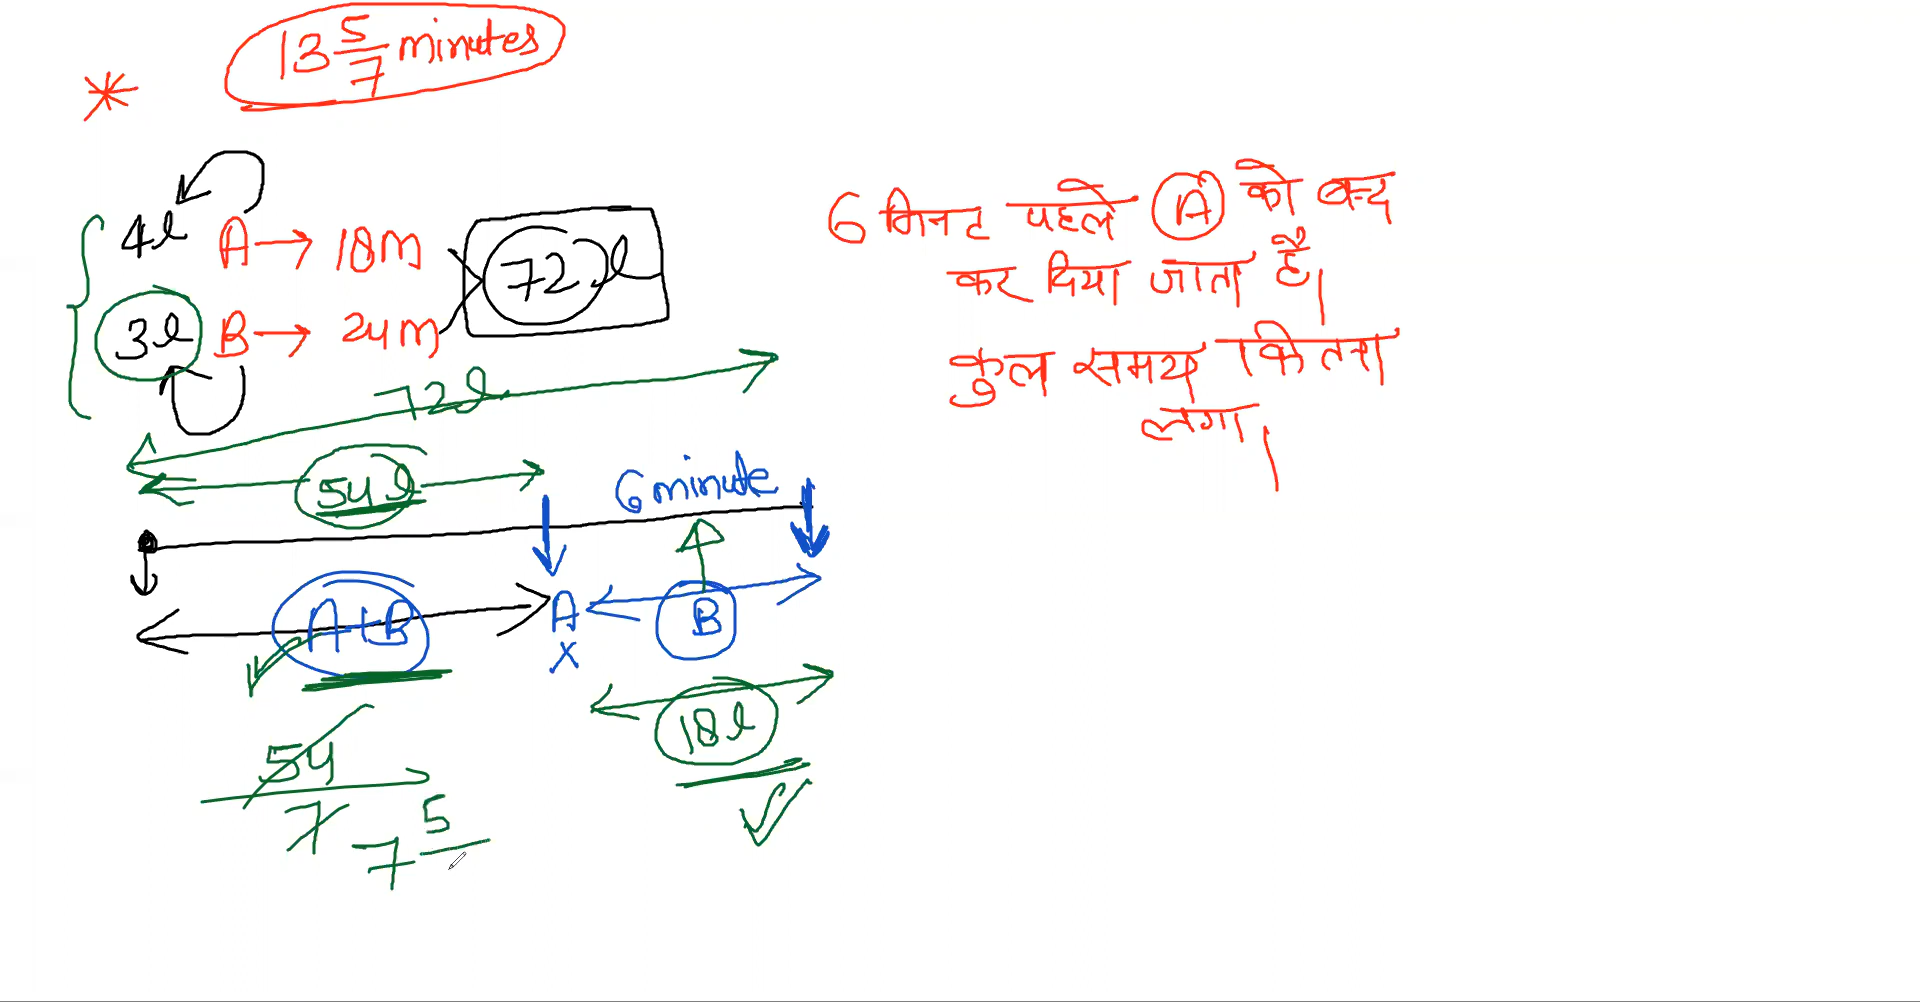 13 5/7 minutes
*
4l A → 18m
72l
3l B → 24m
72l
54l
6 minute
A+B A B
x
18l
54
7
7 5
6 मिनट पहले A को बन्द
कर दिया जाता है।
कुल समय कितना
लगा।